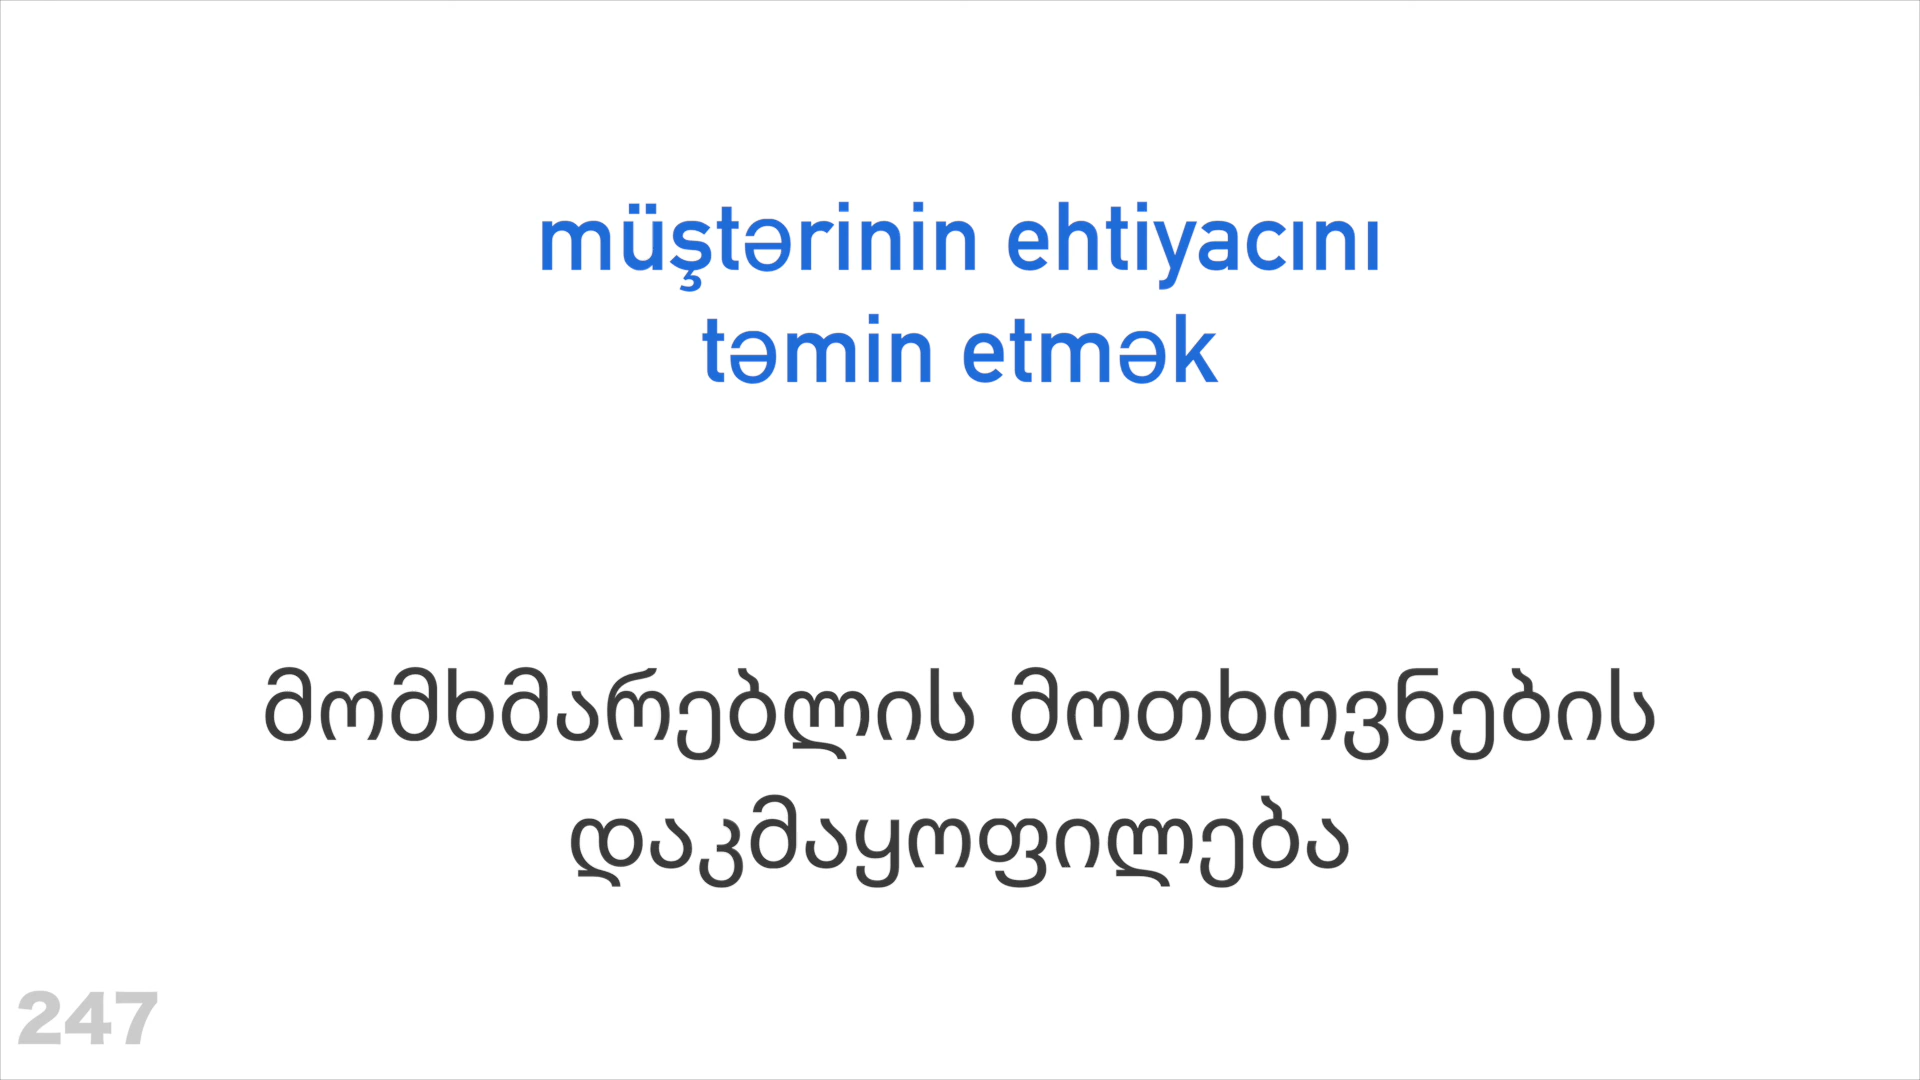 müştərinin ehtiyacını
təmin etmək
მომხმარებლის მოთხოვნების
დაკმაყოფილება
247